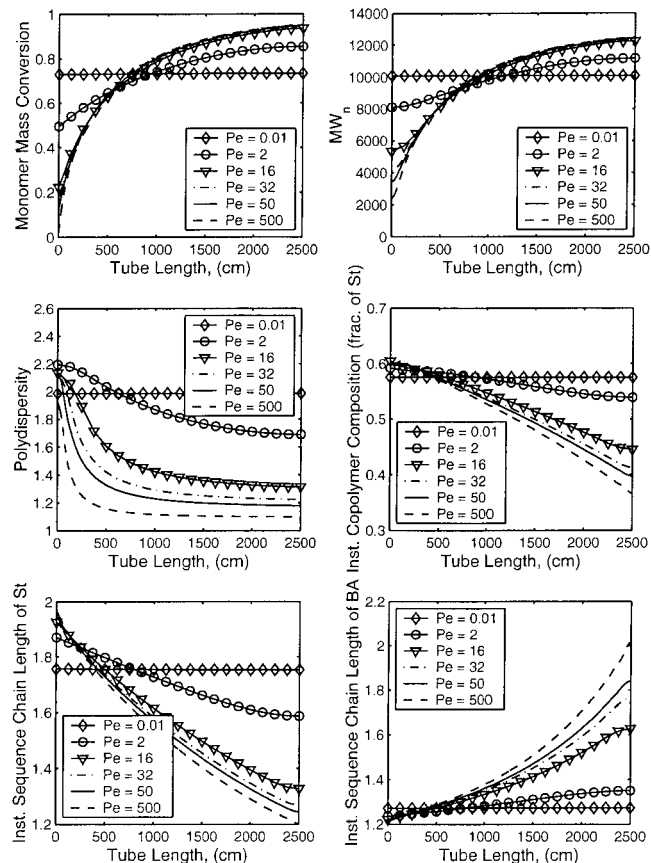 Monomer Mass Conversion
1
0.8
0.6
0.4
0.2
0
0 500 1000 1500 2000 2500
Tube Length, (cm)
Pe = 0.01
Pe = 2
Pe = 16
Pe = 32
Pe = 50
Pe = 500
MWn
14000
12000
10000
8000
6000
4000
2000
0
0 500 1000 1500 2000 2500
Tube Length, (cm)
Pe = 0.01
Pe = 2
Pe = 16
Pe = 32
Pe = 50
Pe = 500
Polydispersity
2.6
2.4
2.2
2
1.8
1.6
1.4
1.2
1
0 500 1000 1500 2000 2500
Tube Length, (cm)
Pe = 0.01
Pe = 2
Pe = 16
Pe = 32
Pe = 50
Pe = 500
Inst. Copolymer Composition (frac. of St)
0.7
0.6
0.5
0.4
0.3
0 500 1000 1500 2000 2500
Tube Length, (cm)
Pe = 0.01
Pe = 2
Pe = 16
Pe = 32
Pe = 50
Pe = 500
Inst. Sequence Chain Length of St
2
1.8
1.6
1.4
1.2
0 500 1000 1500 2000 2500
Tube Length, (cm)
Pe = 0.01
Pe = 2
Pe = 16
Pe = 32
Pe = 50
Pe = 500
Inst. Sequence Chain Length of BA
2.2
2
1.8
1.6
1.4
1.2
0 500 1000 1500 2000 2500
Tube Length, (cm)
Pe = 0.01
Pe = 2
Pe = 16
Pe = 32
Pe = 50
Pe = 500